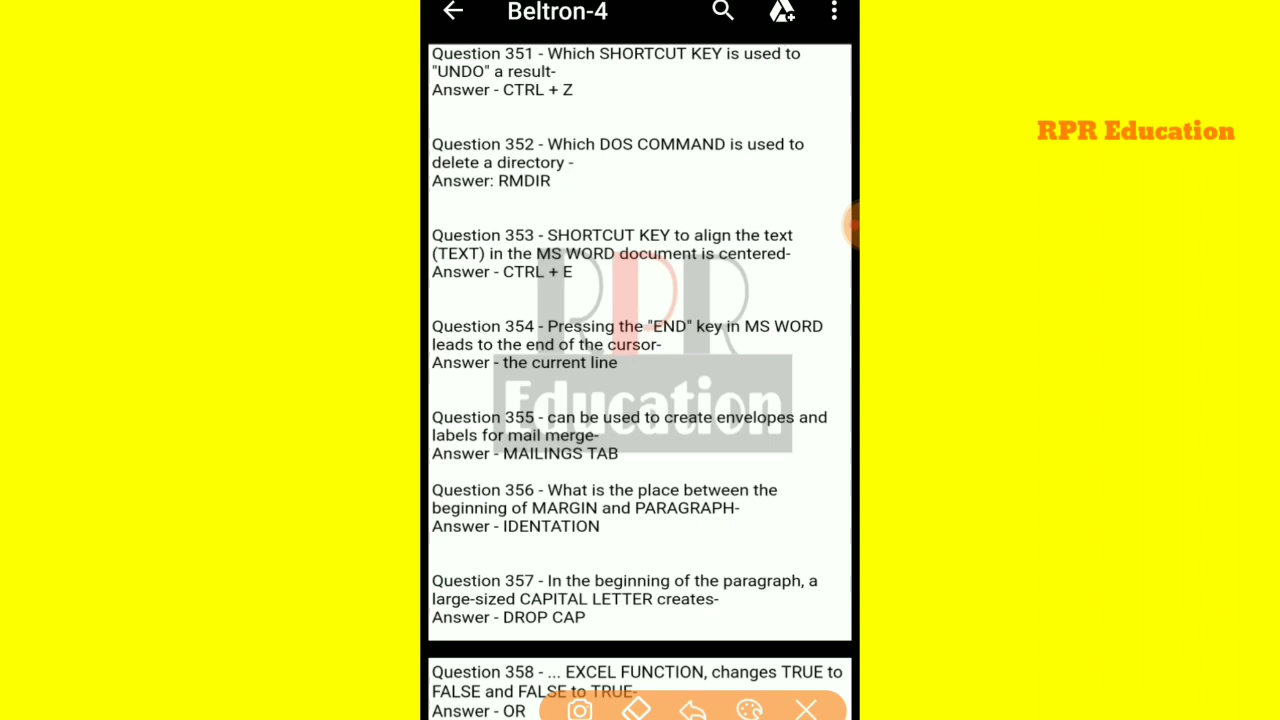 Beltron-4
Question 351 - Which SHORTCUT KEY is used to
"UNDO" a result-
Answer - CTRL + Z
Question 352 - Which DOS COMMAND is used to
delete a directory -
Answer: RMDIR
Question 353 - SHORTCUT KEY to align the text
(TEXT) in the MS WORD document is centered-
Answer - CTRL + E
Question 354 - Pressing the "END" key in MS WORD
leads to the end of the cursor-
Answer - the current line
Question 355 - can be used to create envelopes and
labels for mail merge-
Answer - MAILINGS TAB
Question 356 - What is the place between the
beginning of MARGIN and PARAGRAPH-
Answer - IDENTATION
Question 357 - In the beginning of the paragraph, a
large-sized CAPITAL LETTER creates-
Answer - DROP CAP
Question 358 - ... EXCEL FUNCTION, changes TRUE to
FALSE and FALSE to TRUE-
Answer - OR
RPR Education
RPR
Education